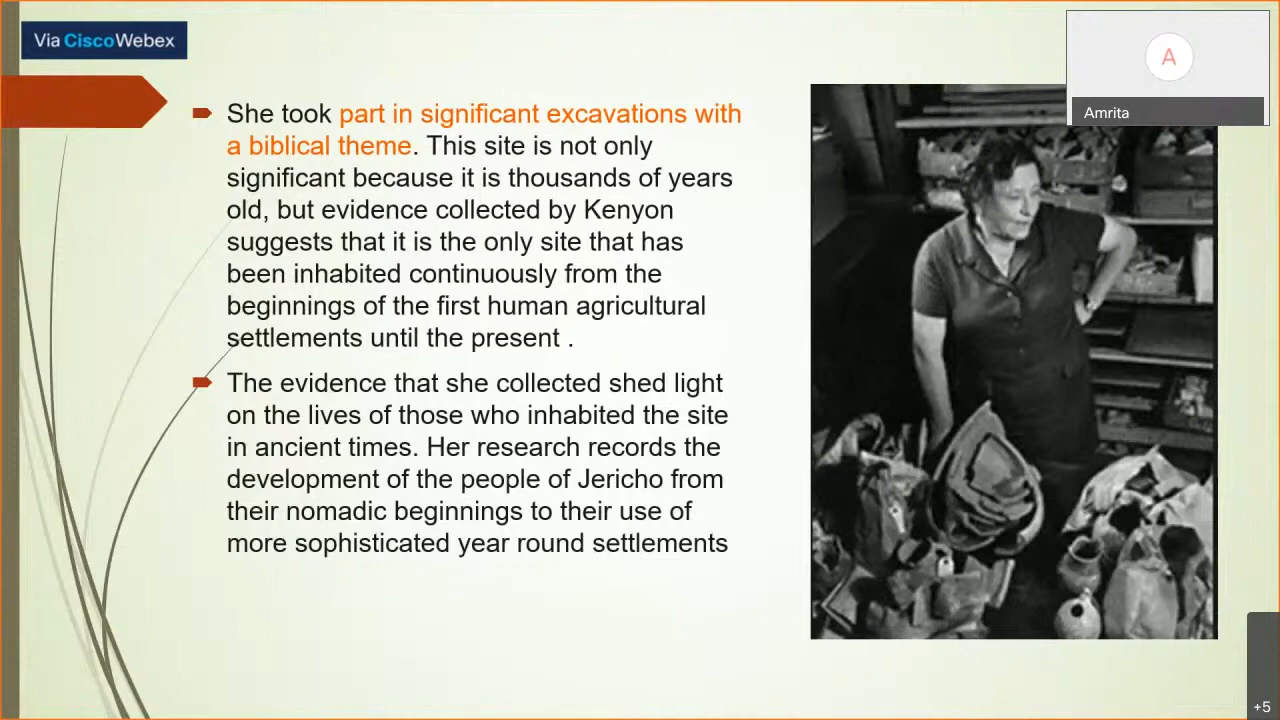 Via CiscoWebex
A
Amrita
She took part in significant excavations with
a biblical theme. This site is not only
significant because it is thousands of years
old, but evidence collected by Kenyon
suggests that it is the only site that has
been inhabited continuously from the
beginnings of the first human agricultural
settlements until the present .
The evidence that she collected shed light
on the lives of those who inhabited the site
in ancient times. Her research records the
development of the people of Jericho from
their nomadic beginnings to their use of
more sophisticated year round settlements
+5